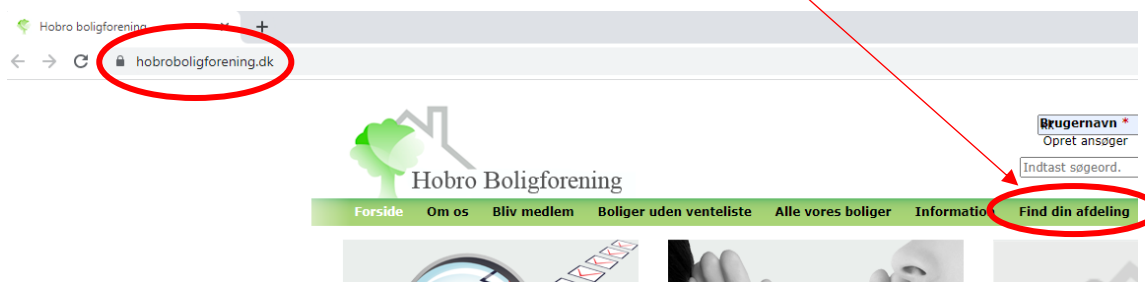 Hobro boligforening
hobroboligforening.dk
Brugernavn *
Opret ansøger
Indtast søgeord.
Hobro Boligforening
Forside Om os Bliv medlem Boliger uden venteliste Alle vores boliger Information Find din afdeling